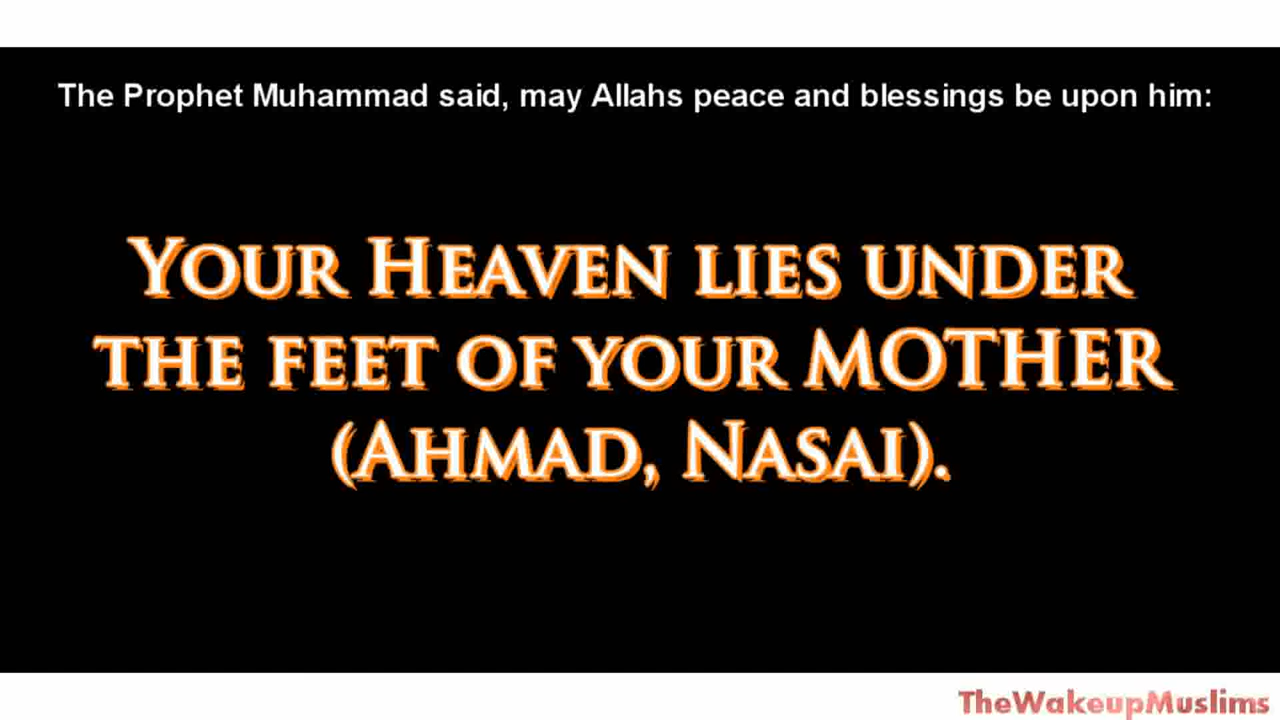 The Prophet Muhammad said, may Allahs peace and blessings be upon him:
YOUR HEAVEN LIES UNDER
THE FEET OF YOUR MOTHER
(AHMAD, NASAI).
TheWakeupMuslims